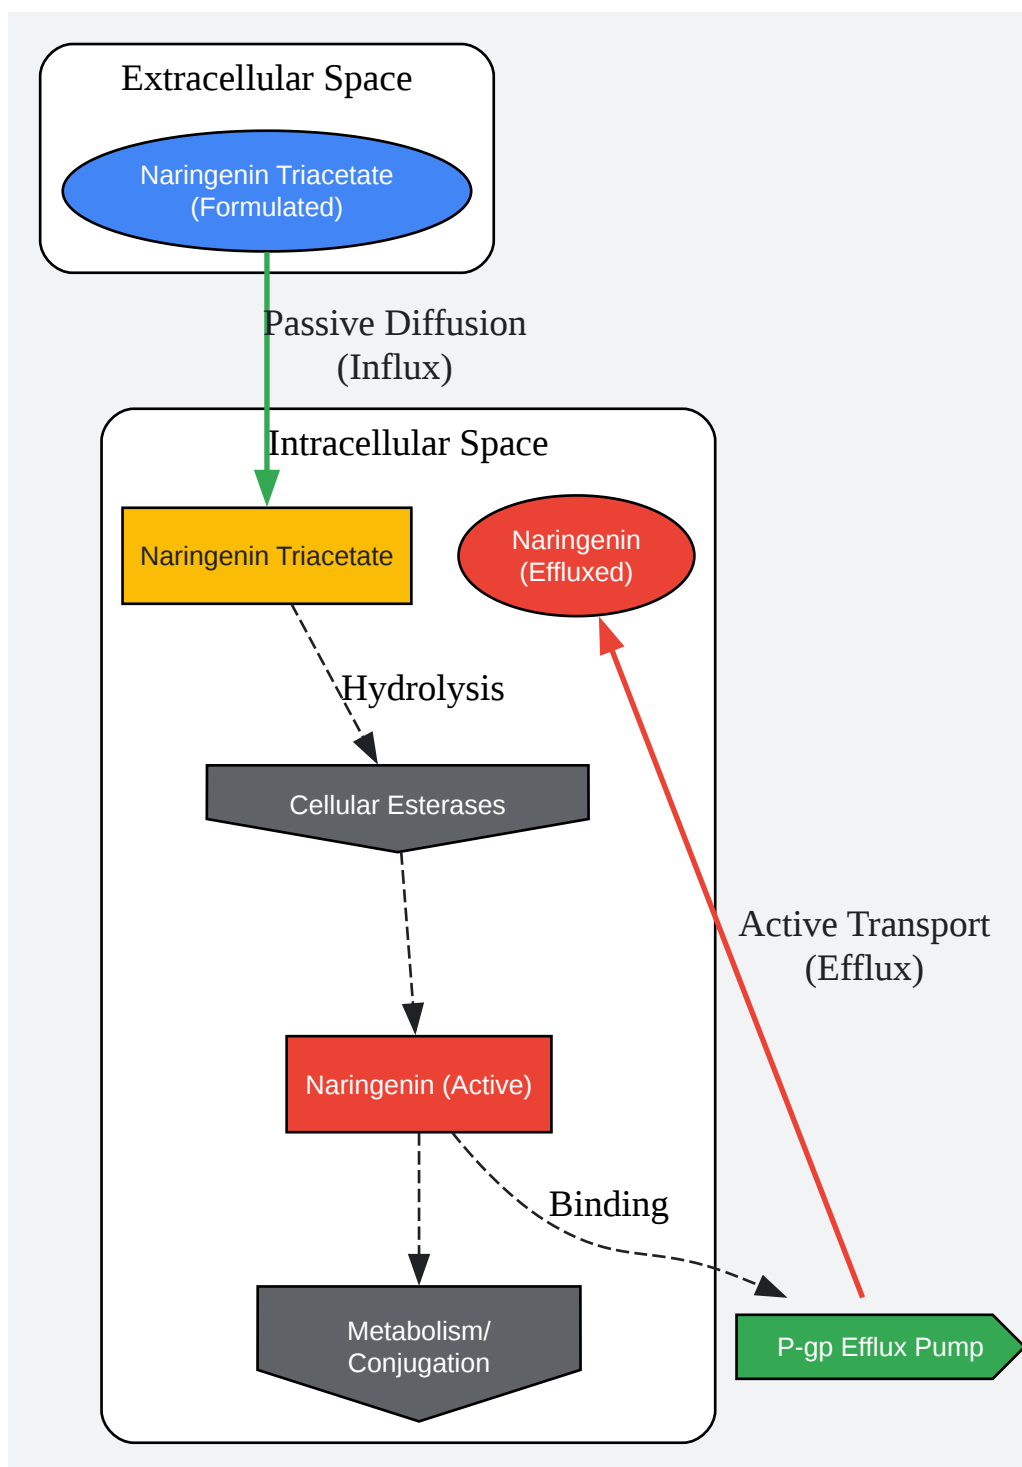 Extracellular Space
Naringenin Triacetate
(Formulated)
Passive Diffusion
(Influx)
Intracellular Space
Naringenin Triacetate
Naringenin
(Effluxed)
Hydrolysis
Cellular Esterases
Active Transport
(Efflux)
Naringenin (Active)
Binding
Metabolism/
Conjugation
P-gp Efflux Pump